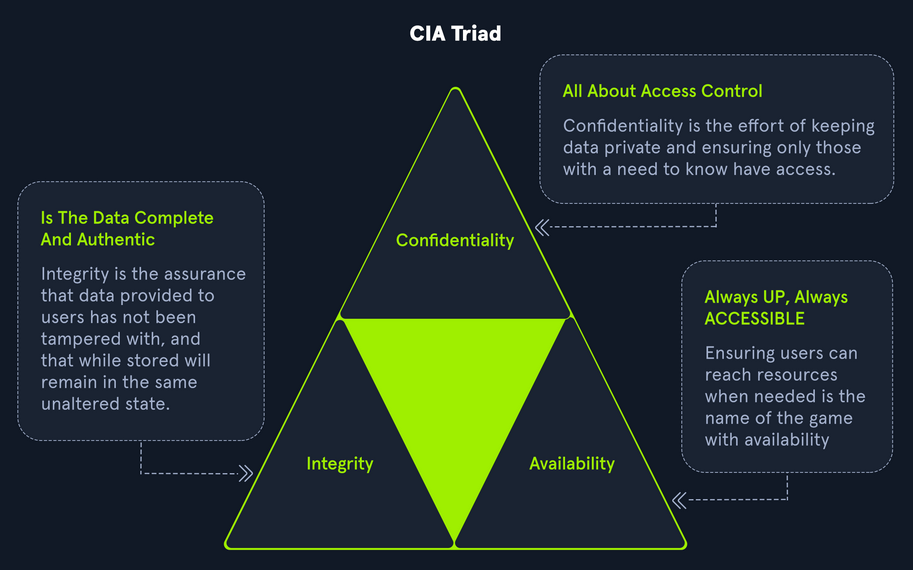 CIA Triad
All About Access Control
Confidentiality is the effort of keeping
data private and ensuring only those
with a need to know have access.
Is The Data Complete
And Authentic
Integrity is the assurance
that data provided to
users has not been
tampered with, and
that while stored will
remain in the same
unaltered state.
Confidentiality
Always UP, Always
ACCESSIBLE
Ensuring users can
reach resources
when needed is the
name of the game
with availability
Integrity
Availability